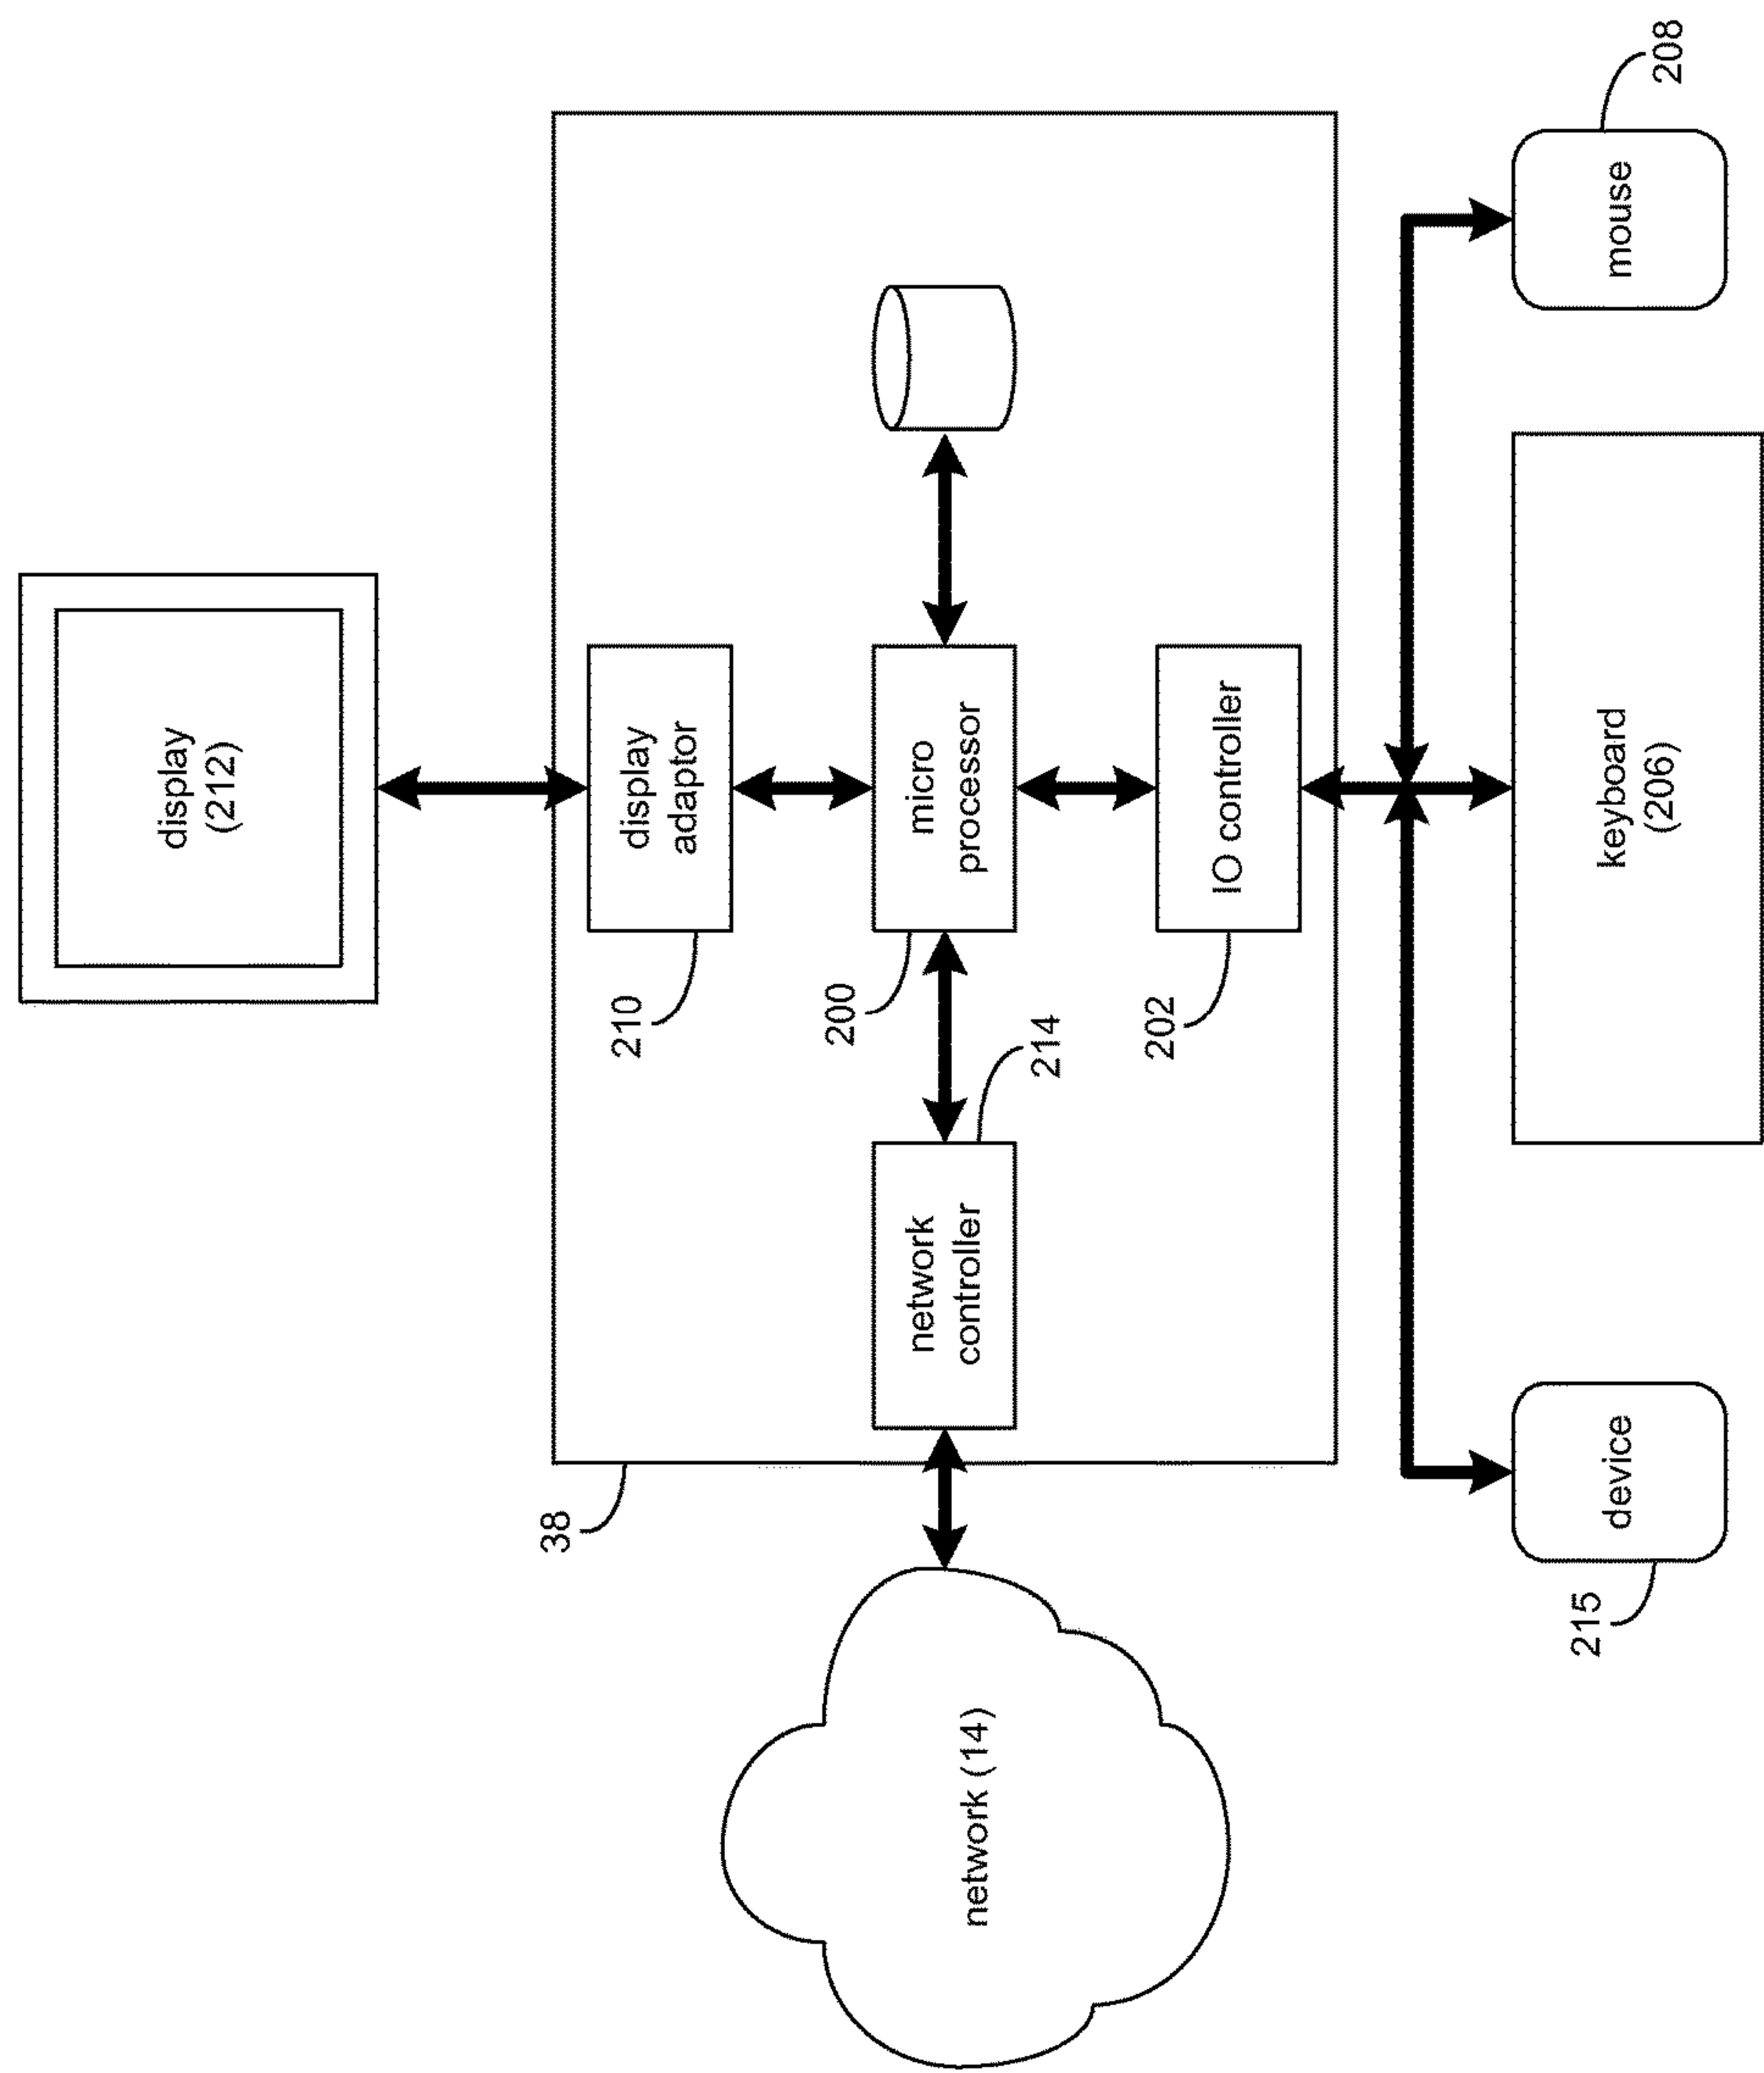 display
(212)
display
adaptor
210
micro
processor
200
network
controller
214
IO controller
202
38
network (14)
keyboard
(206)
mouse
208
device
215